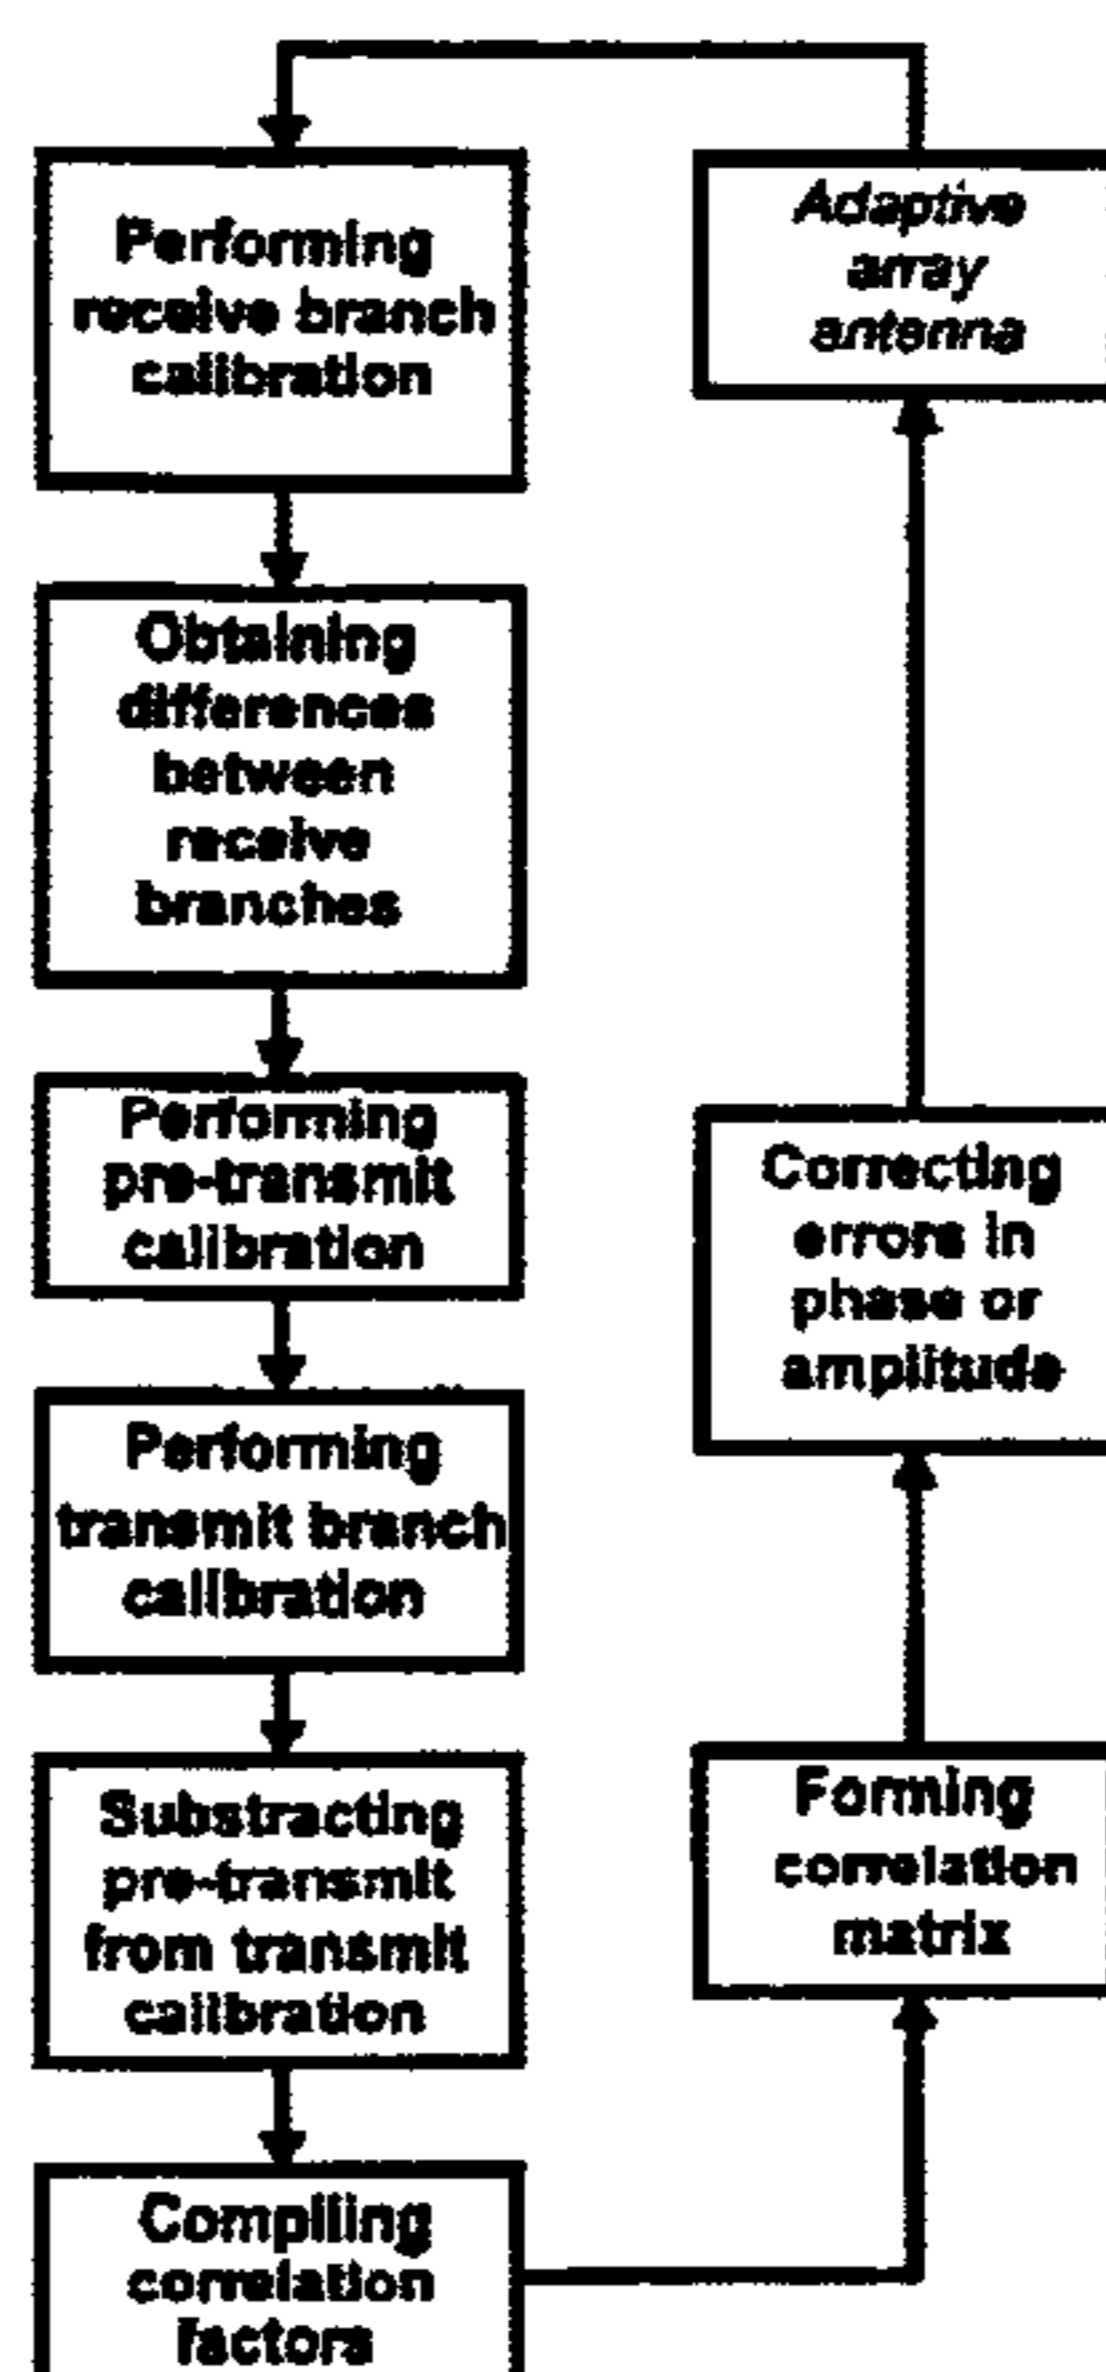 Performing
receive branch
calibration
Obtaining
differences
between
receive
branches
Performing
pre-transmit
calibration
Performing
transmit branch
calibration
Substracting
pre-transmit
from transmit
calibration
Compiling
correlation
factors
Adaptive
array
antenna
Correcting
errors in
phase or
amplitude
Forming
correlation
matrix